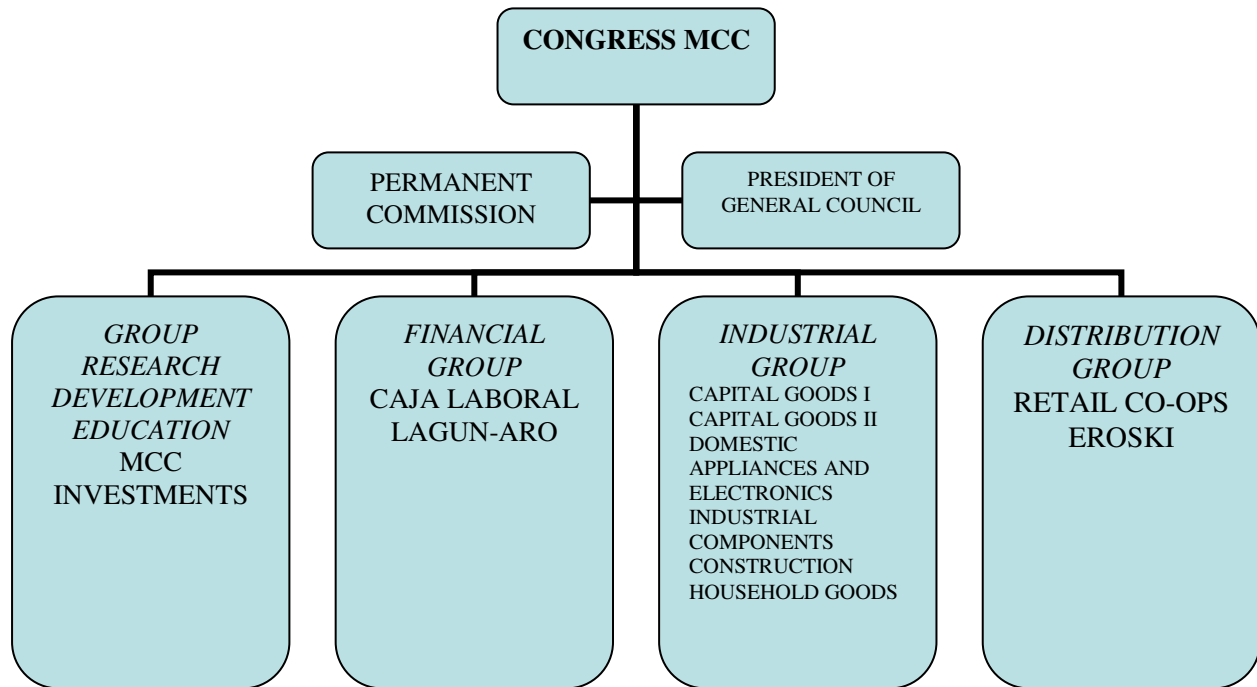 CONGRESS MCC
PERMANENT
COMMISSION
PRESIDENT OF
GENERAL COUNCIL
GROUP
RESEARCH
DEVELOPMENT
EDUCATION
MCC
INVESTMENTS
FINANCIAL
GROUP
CAJA LABORAL
LAGUN-ARO
INDUSTRIAL
GROUP
CAPITAL GOODS I
CAPITAL GOODS II
DOMESTIC
APPLIANCES AND
ELECTRONICS
INDUSTRIAL
COMPONENTS
CONSTRUCTION
HOUSEHOLD GOODS
DISTRIBUTION
GROUP
RETAIL CO-OPS
EROSKI